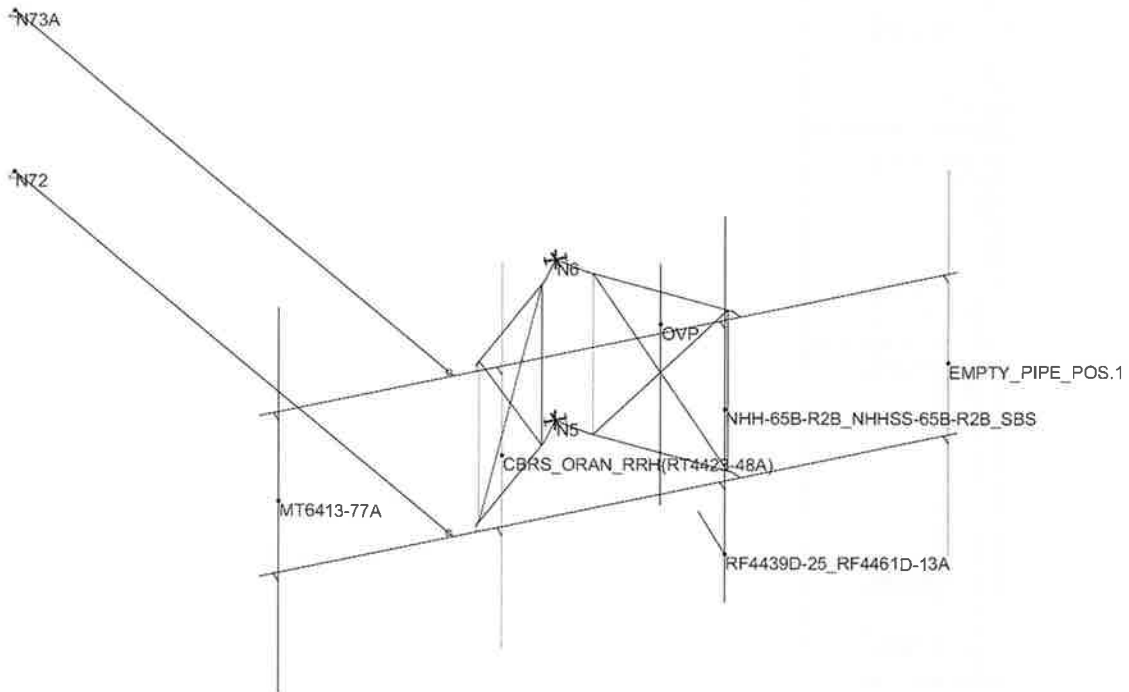 N73A
N72
N6
OVP
EMPTY_PIPE_POS.1
NHH-65B-R2B_NHHSS-65B-R2B_SBS
N5
CBRS_ORAN_RRH(RT4423-48A)
MT6413-77A
RF4439D-25_RF4461D-13A